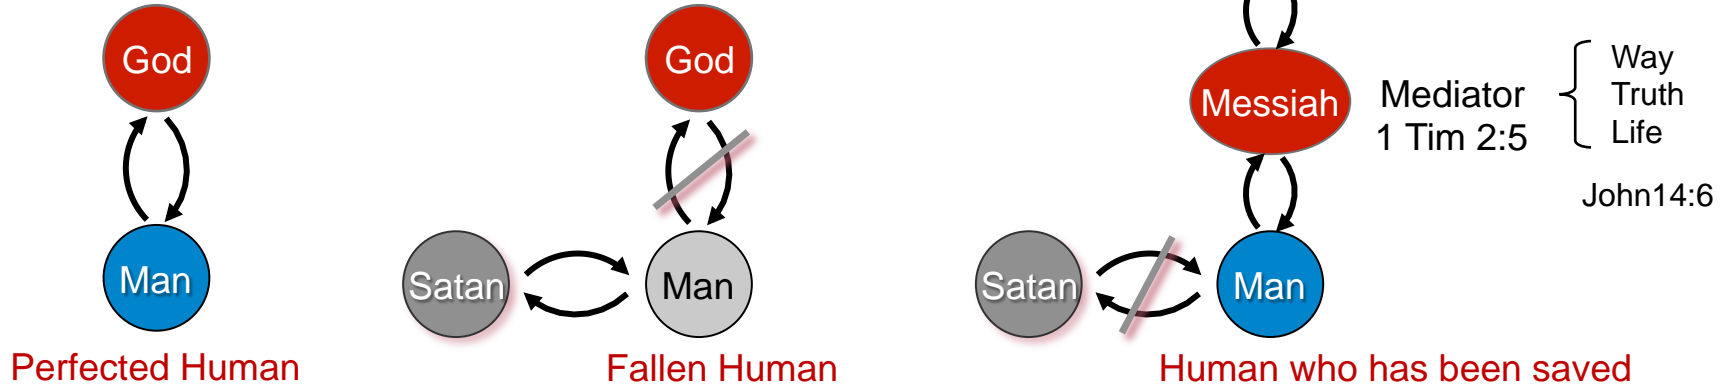 God
Man
Perfected Human
God
Satan
Man
Fallen Human
Messiah
Mediator
1 Tim 2:5
Way
Truth
Life
John14:6
Satan
Man
Human who has been saved